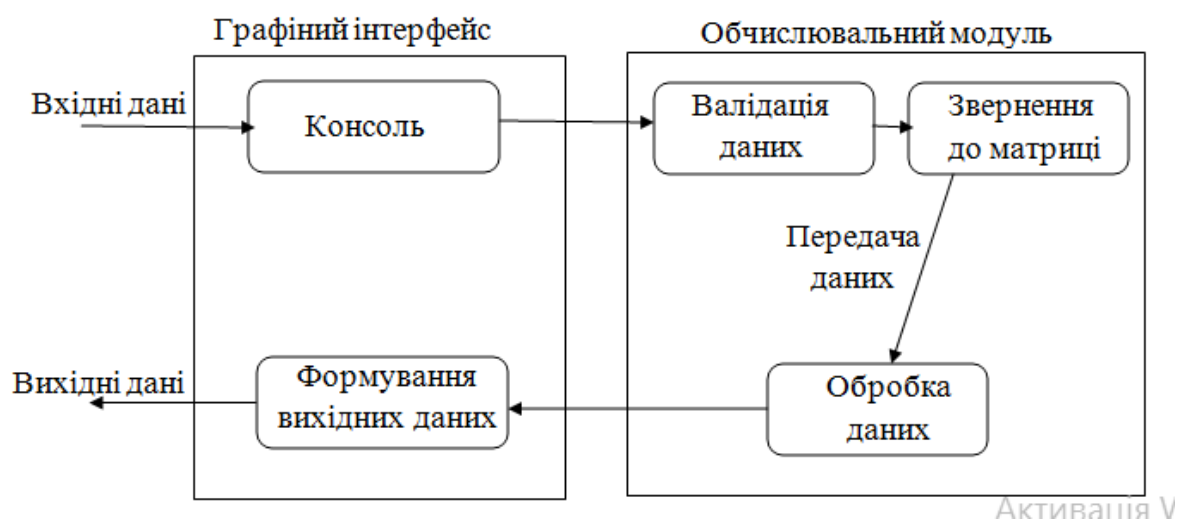 Графіний інтерфейс
Обчислювальний модуль
Вхідні дані
Консоль
Валідація
даних
Звернення
до матриці
Передача
даних
Вихідні дані
Формування
вихідних даних
Обробка
даних
Активація V